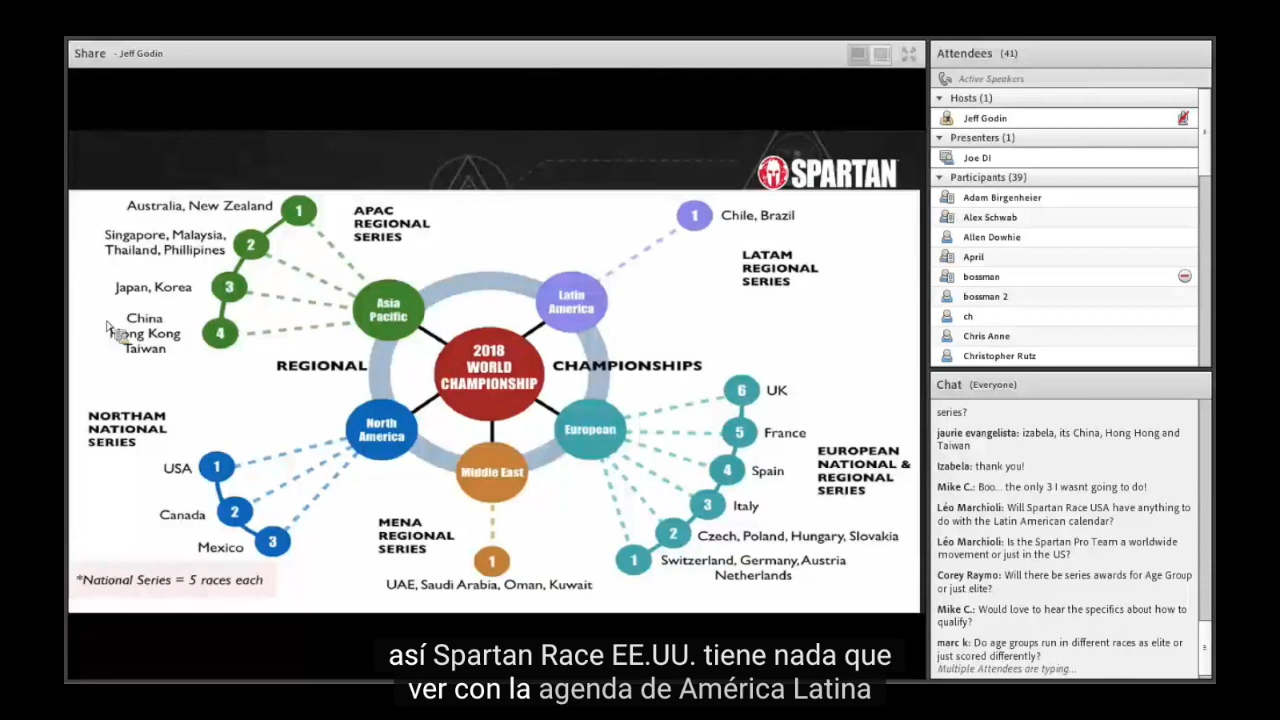 Share - Jeff Godin
SPARTAN
Australia, New Zealand
1
APAC
REGIONAL
SERIES
Singapore, Malaysia,
Thailand, Phillipines
2
Japan, Korea
3
China
Hong Kong
Taiwan
4
Asia
Pacific
1
Chile, Brazil
LATAM
REGIONAL
SERIES
Latin
America
REGIONAL
2018
WORLD
CHAMPIONSHIP
CHAMPIONSHIPS
NORTHAM
NATIONAL
SERIES
North
America
USA
1
Canada
2
Mexico
3
*National Series = 5 races each
Middle East
MENA
REGIONAL
SERIES
1
UAE, Saudi Arabia, Oman, Kuwait
European
6
UK
5
France
4
Spain
3
Italy
2
Czech, Poland, Hungary, Slovakia
1
Switzerland, Germany, Austria
Netherlands
EUROPEAN
NATIONAL &
REGIONAL
SERIES
Attendees (41)
Active Speakers
Hosts (1)
Jeff Godin
Presenters (1)
Joe DI
Participants (39)
Adam Birgenheier
Alex Schwab
Allen Dowhie
April
bossman
bossman 2
ch
Chris Anne
Christopher Rutz
Chat (Everyone)
series?
jaurie evangelista: izabela, its China, Hong Hong and
Taiwan
Izabela: thank you!
Mike C.: Boo... the only 3 I wasnt going to do!
Léo Marchioli: Will Spartan Race USA have anything to
do with the Latin American calendar?
Léo Marchioli: Is the Spartan Pro Team a worldwide
movement or just in the US?
Corey Raymo: Will there be series awards for Age Group
or just elite?
Mike C.: Would love to hear the specifics about how to
qualify?
marc k: Do age groups run in different races as elite or
just scored differently?
Multiple Attendees are typing...
así Spartan Race EE.UU. tiene nada que
ver con la agenda de América Latina